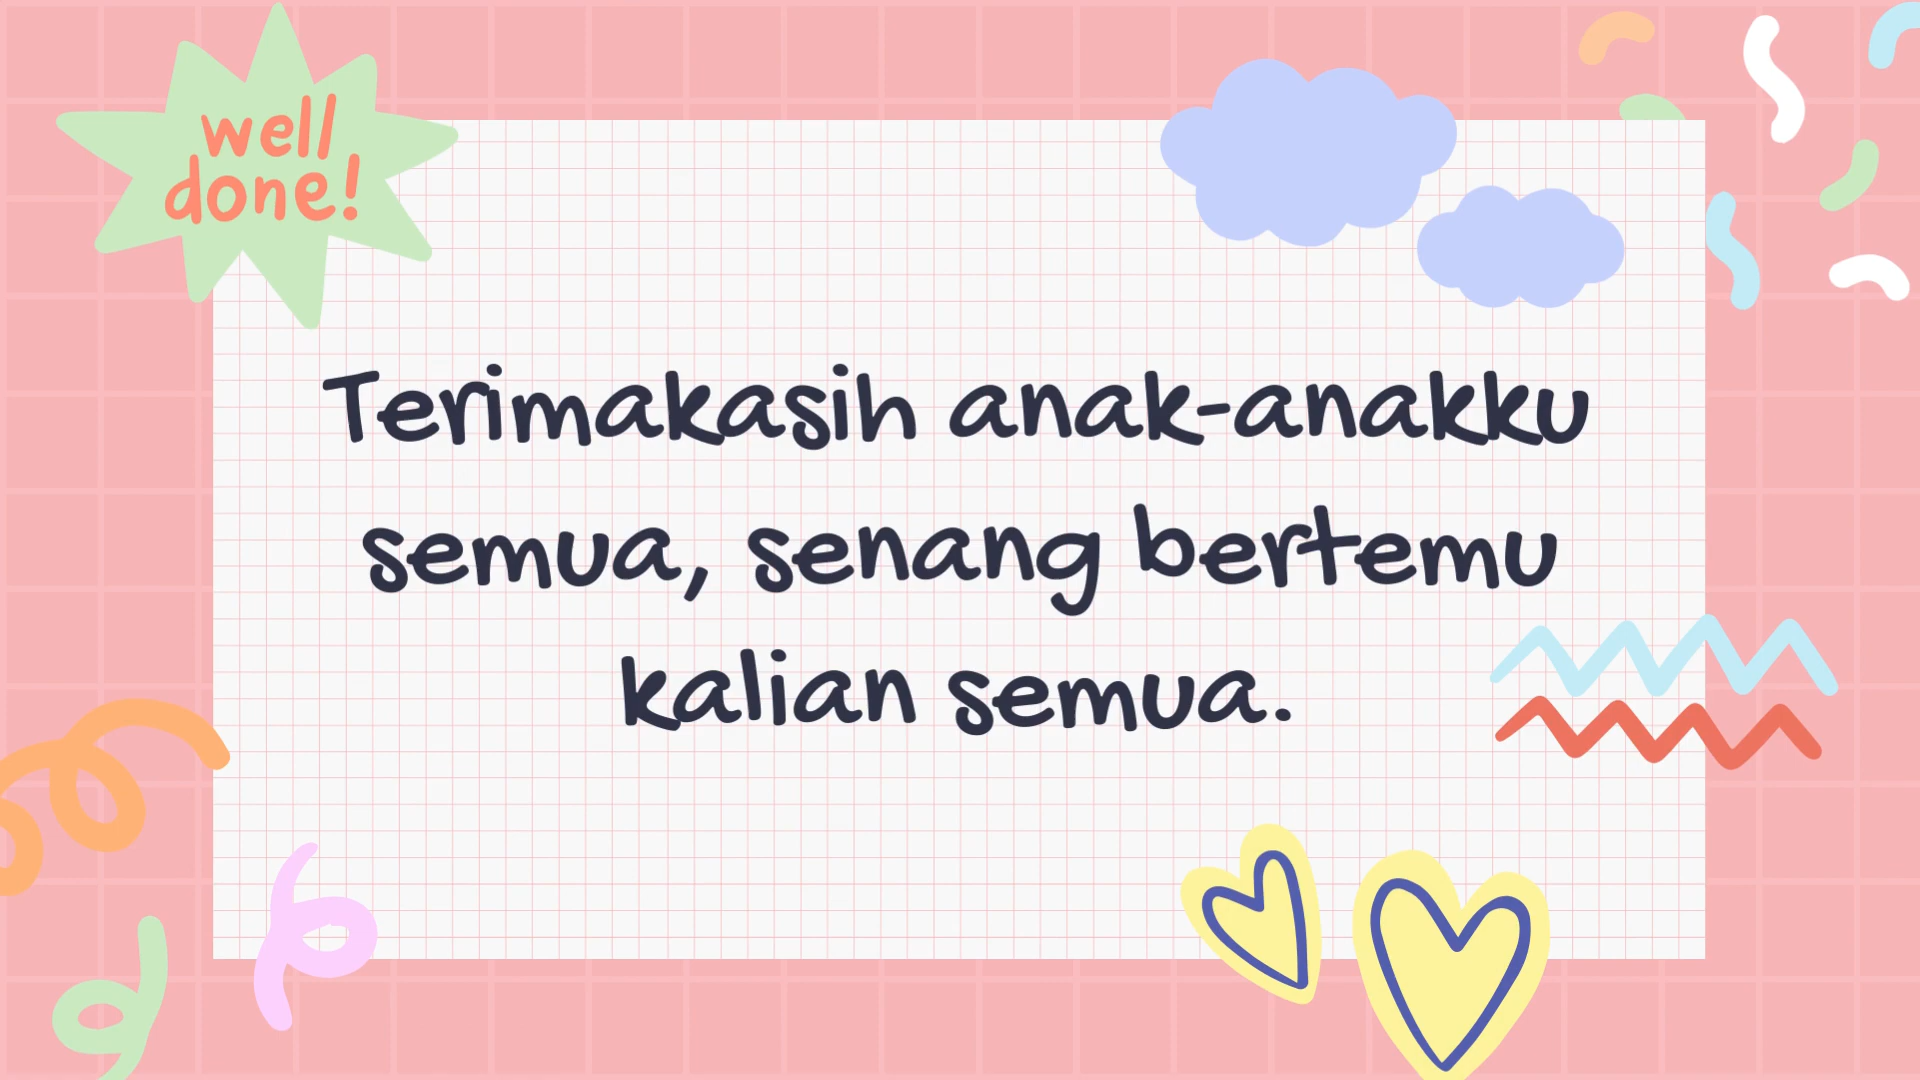 well
done!
Terimakasih anak-anakku
semua, senang bertemu
kalian semua.